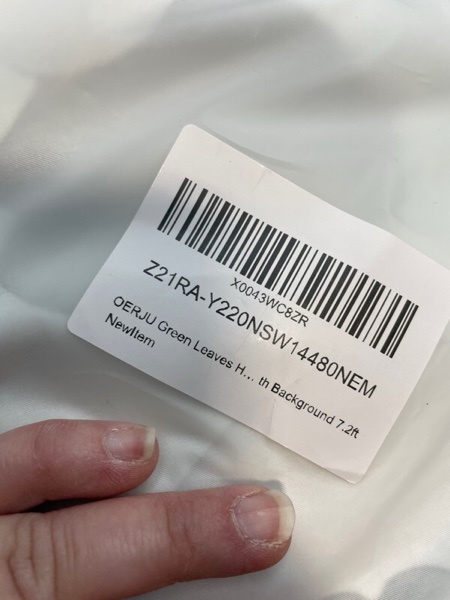 X0043WC8ZR
Z21RA-Y220NSW14480NEM
OERJU Green Leaves H... th Background 7.2ft
NewItem